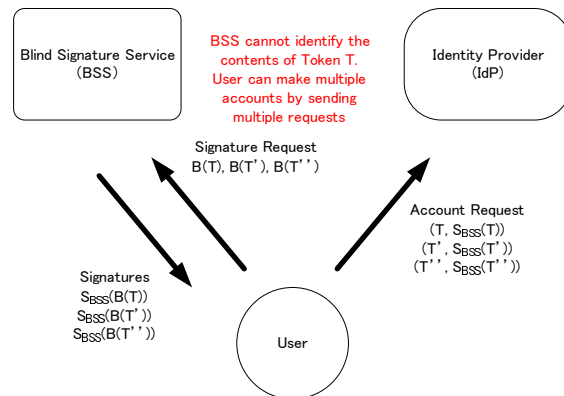 Blind Signature Service
(BSS)
BSS cannot identify the
contents of Token T.
User can make multiple
accounts by sending
multiple requests
Identity Provider
(IdP)
Signature Request
B(T), B(T'), B(T'')
Account Request
(T, SBSS(T))
(T', SBSS(T'))
(T'', SBSS(T''))
Signatures
SBSS(B(T))
SBSS(B(T'))
SBSS(B(T''))
User